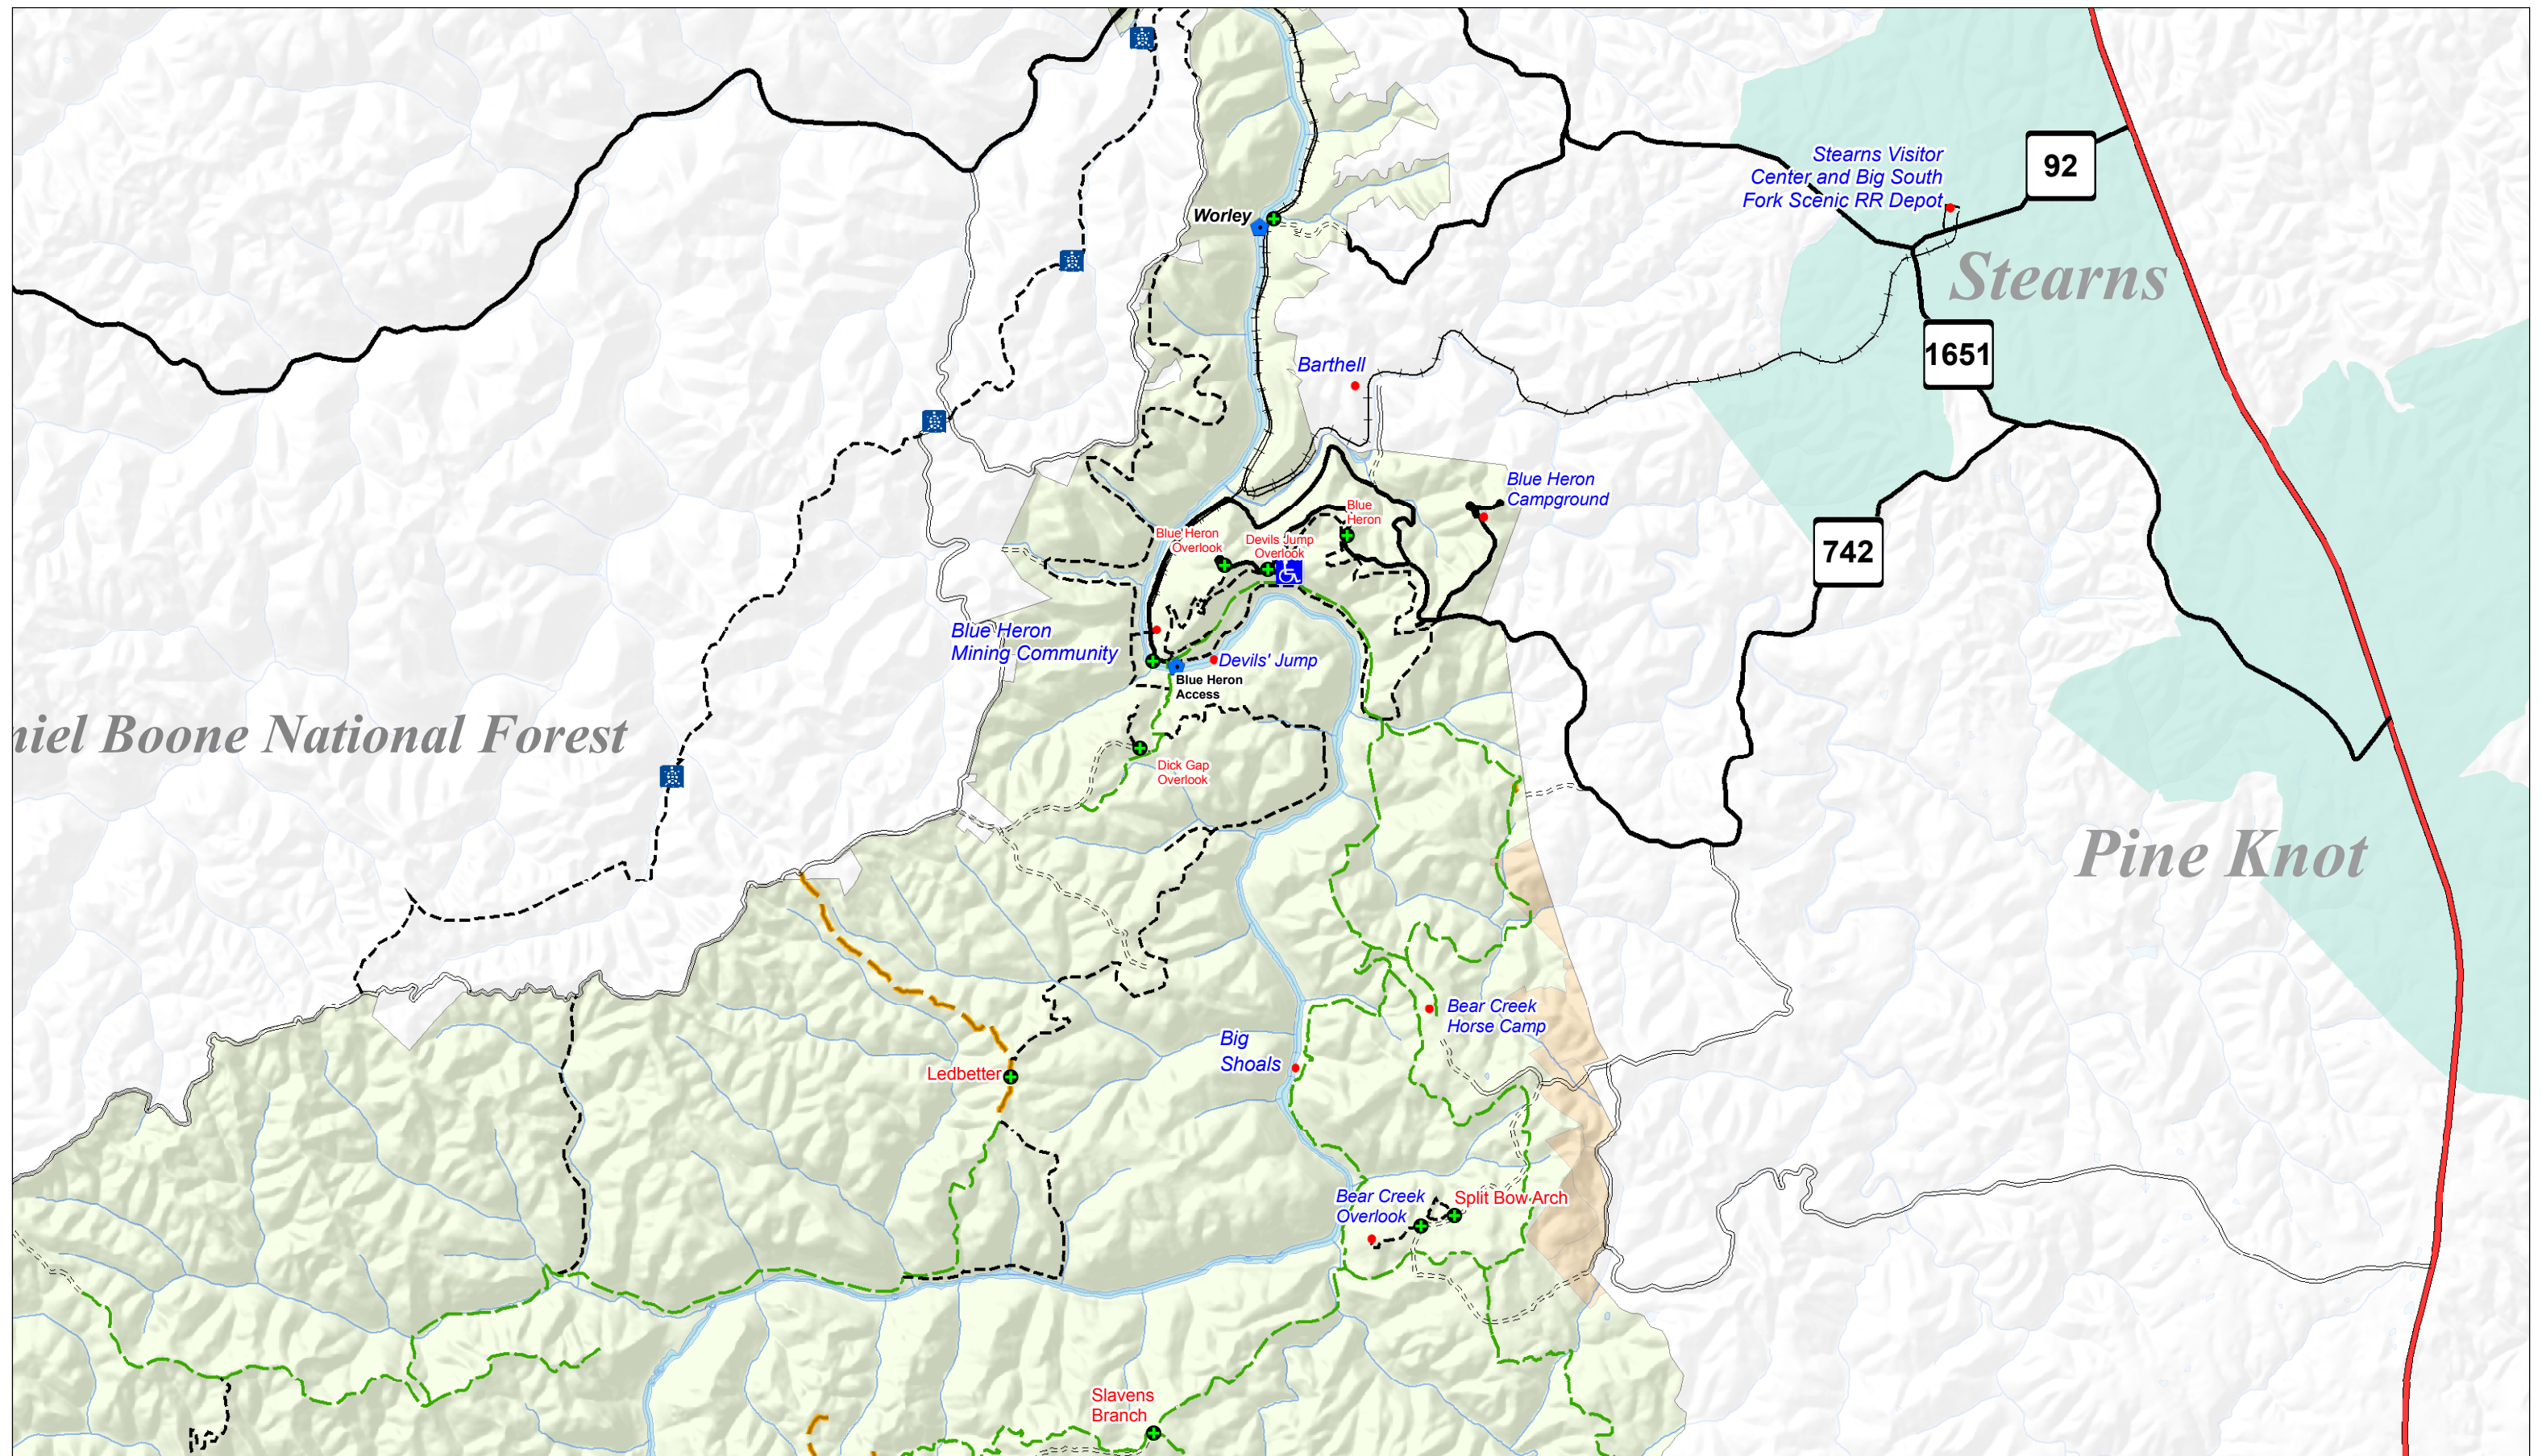 Stearns Visitor
Center and Big South
Fork Scenic RR Depot
92
Worley
Stearns
1651
Barthell
Blue Heron
Campground
Blue
Heron
Blue Heron
Overlook
Devils Jump
Overlook
742
Blue Heron
Mining Community
Devils' Jump
Blue Heron
Access
niel Boone National Forest
Dick Gap
Overlook
Pine Knot
Bear Creek
Horse Camp
Big
Shoals
Ledbetter
Bear Creek
Overlook
Split Bow Arch
Slavens
Branch